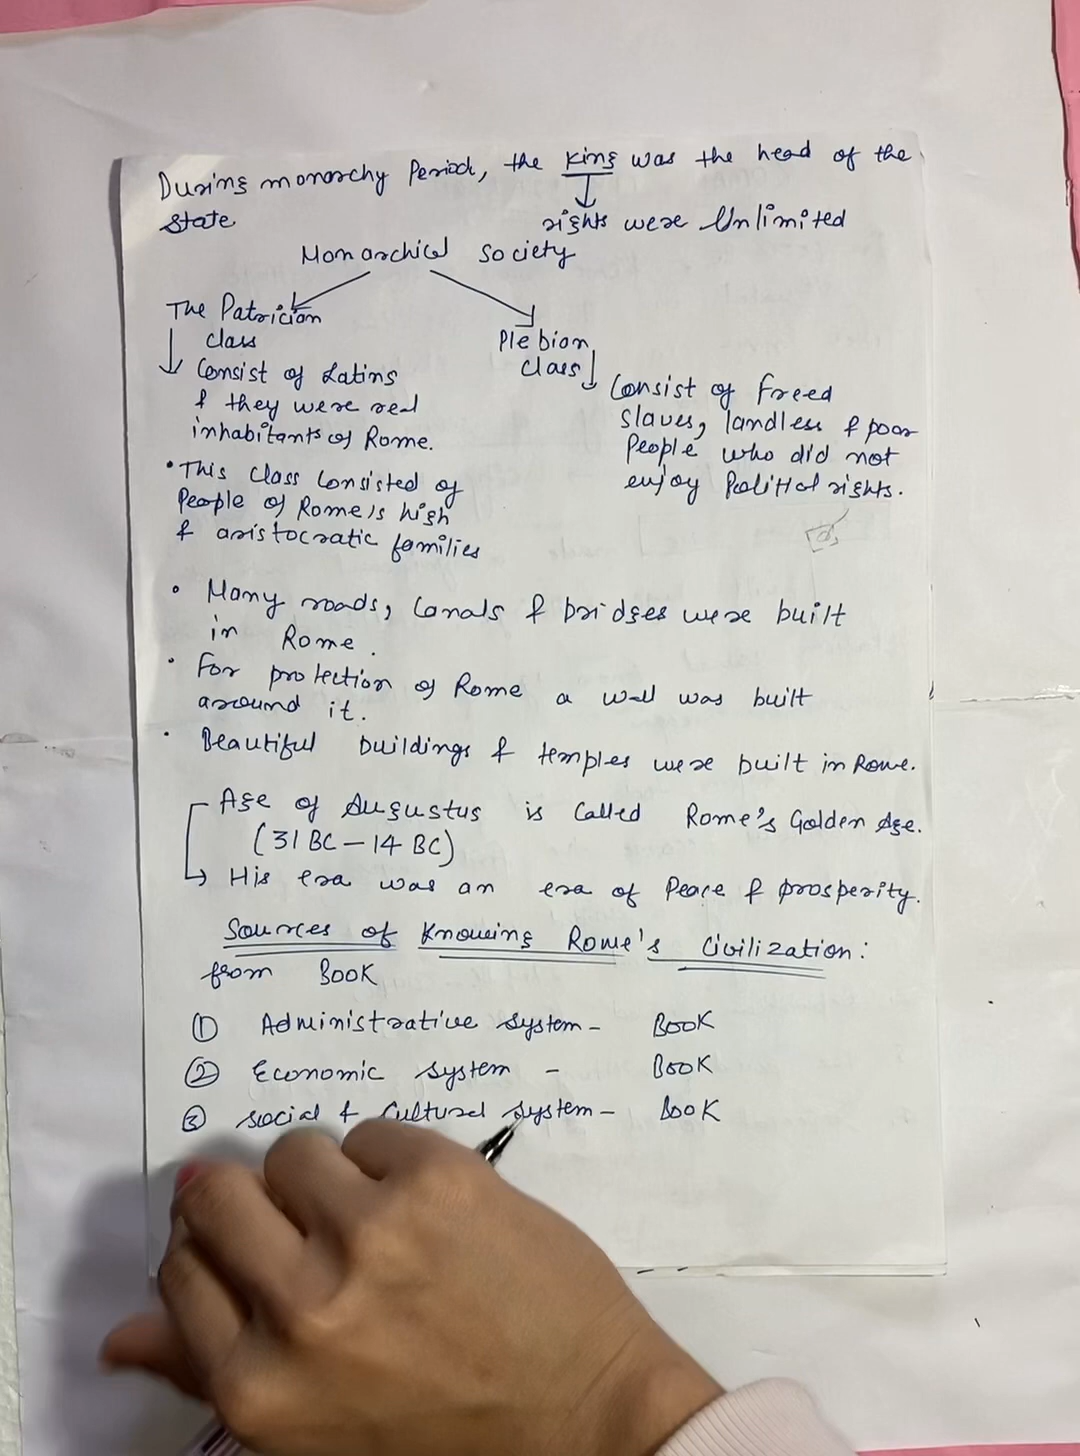 During monarchy Period, the King was the head of the
State
rights were Unlimited
Monarchical Society
The Patrician
class
Consist of Latins
& they were real
inhabitants of Rome.
• This class consisted of
People of Rome's high
& aristocratic families
Plebian
class
Consist of freed
slaves, landless & poor
People who did not
enjoy Political rights.
• Many roads, canals & bridges were built
in Rome.
• For protection of Rome a wall was built
around it.
• Beautiful buildings & temples were built in Rome.
Age of Augustus is called Rome's Golden Age.
(31 BC – 14 BC)
His era was an era of Peace & prosperity.
Sources of Knowing Rome's Civilization:
from BOOK
① Administrative system – BOOK
② Economic system – BOOK
③ Social & Cultural system – BOOK